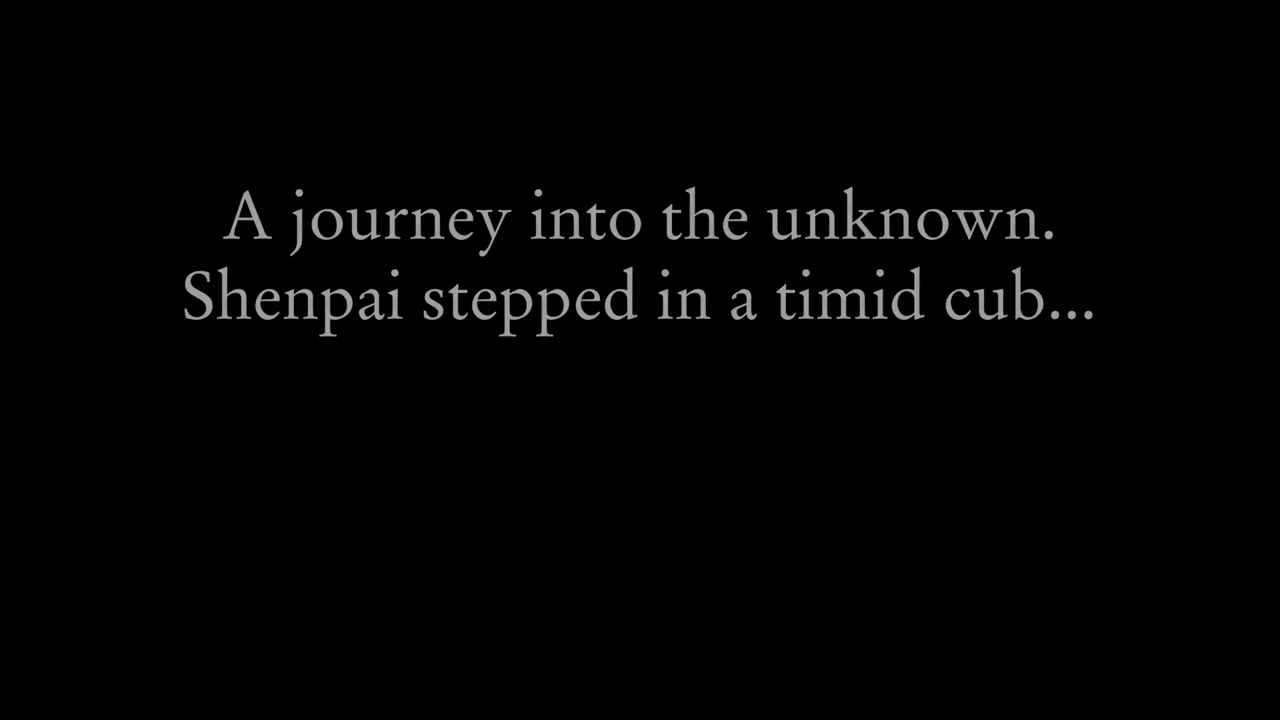 A journey into the unknown.
Shenpai stepped in a timid cub...